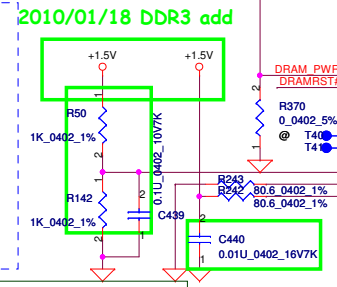 2010/01/18 DDR3 add
+1.5V
+1.5V
DRAM_PWR
DRAMRST#
1
R50
1K_0402_1%
2
1
R142
1K_0402_1%
2
2
0.1U_0402_10V7K
C439
1
2
R370
0_0402_5%
@
1
T40
T41
R243
R242
80.6_0402_1%
80.6_0402_1%
2
C440
0.01U_0402_16V7K
1